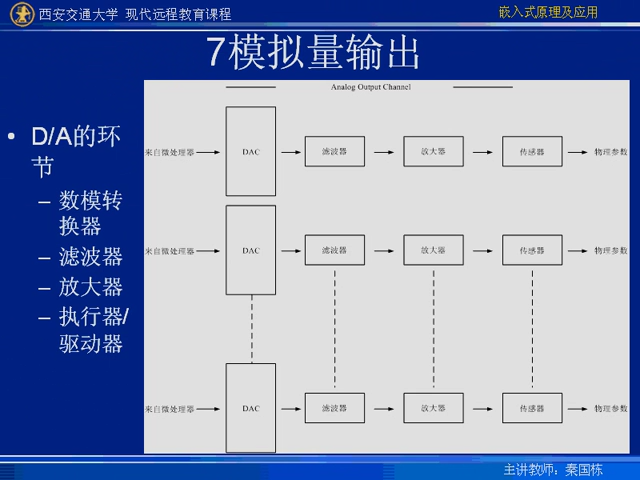 西安交通大学 现代远程教育课程
嵌入式原理及应用
7模拟量输出
• D/A的环
节
– 数模转
换器
– 滤波器
– 放大器
– 执行器/
驱动器
Analog Output Channel
来自微处理器 DAC 滤波器 放大器 传感器 物理参数
来自微处理器 DAC 滤波器 放大器 传感器 物理参数
来自微处理器 DAC 滤波器 放大器 传感器 物理参数
主讲教师：秦国栋